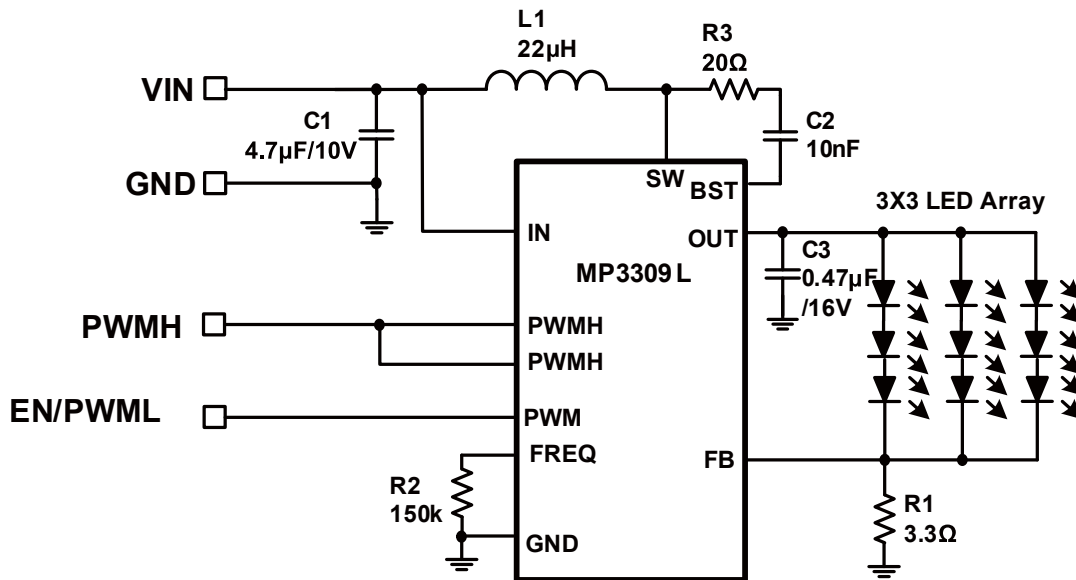 L1
22µH
R3
20Ω
VIN
C1
4.7µF/10V
C2
10nF
GND
SW
BST
3X3 LED Array
IN
OUT
MP3309L
C3
0.47µF
/16V
PWMH
PWMH
PWMH
EN/PWML
PWM
FREQ
FB
R2
150k
R1
3.3Ω
GND